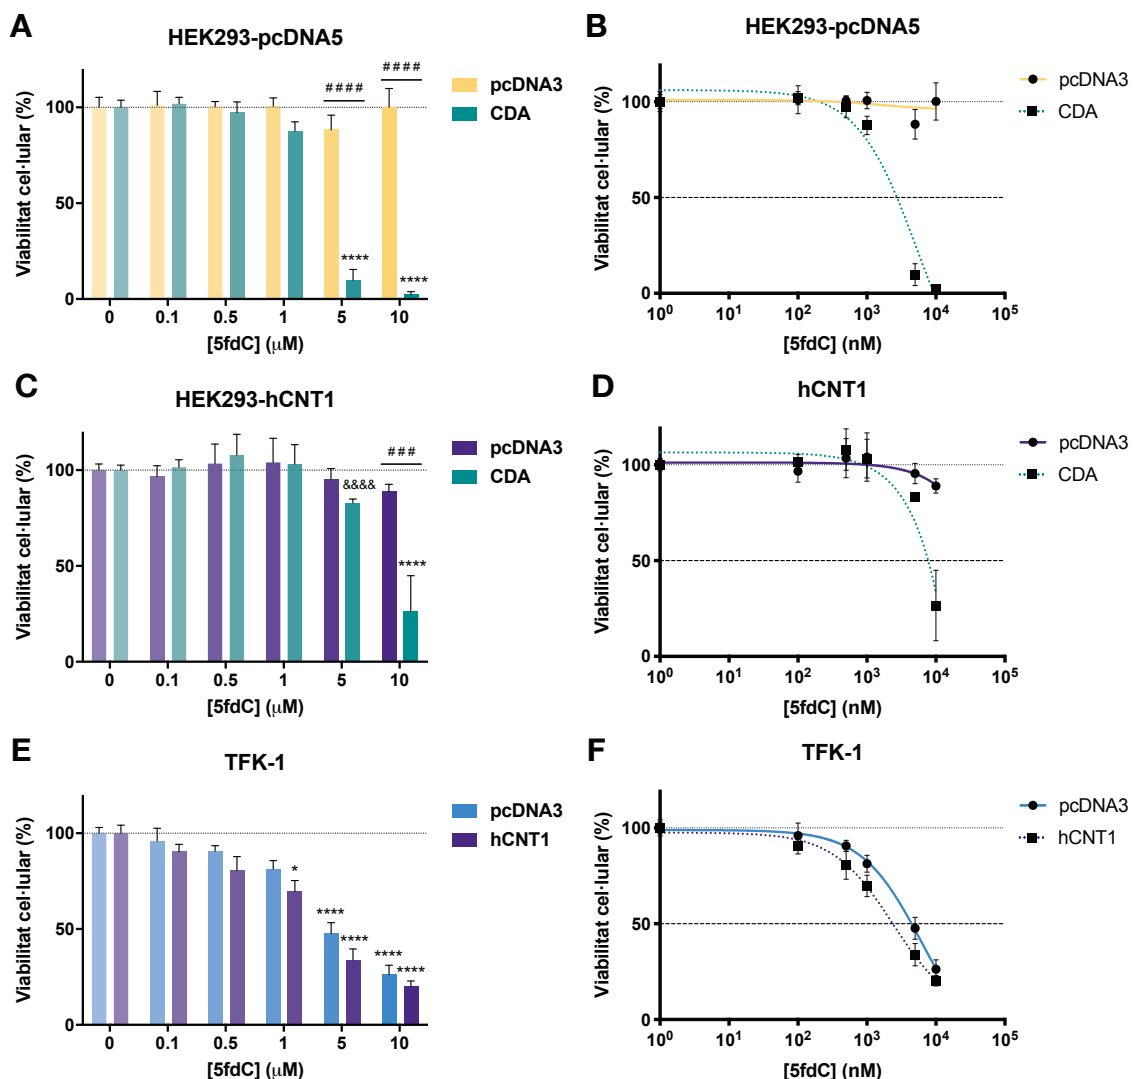 A
HEK293-pcDNA5
Viabilitat cel·lular (%)
100
50
0
####
####
****
****
0 0.1 0.5 1 5 10
[5fdC] (μM)
pcDNA3
CDA
B
HEK293-pcDNA5
Viabilitat cel·lular (%)
100
50
0
10⁰ 10¹ 10² 10³ 10⁴ 10⁵
[5fdC] (nM)
pcDNA3
CDA
C
HEK293-hCNT1
Viabilitat cel·lular (%)
100
50
0
###
&&&&
****
0 0.1 0.5 1 5 10
[5fdC] (μM)
pcDNA3
CDA
D
hCNT1
Viabilitat cel·lular (%)
100
50
0
10⁰ 10¹ 10² 10³ 10⁴ 10⁵
[5fdC] (nM)
pcDNA3
CDA
E
TFK-1
Viabilitat cel·lular (%)
100
50
0
*
****
****
****
****
0 0.1 0.5 1 5 10
[5fdC] (μM)
pcDNA3
hCNT1
F
TFK-1
Viabilitat cel·lular (%)
100
50
0
10⁰ 10¹ 10² 10³ 10⁴ 10⁵
[5fdC] (nM)
pcDNA3
hCNT1